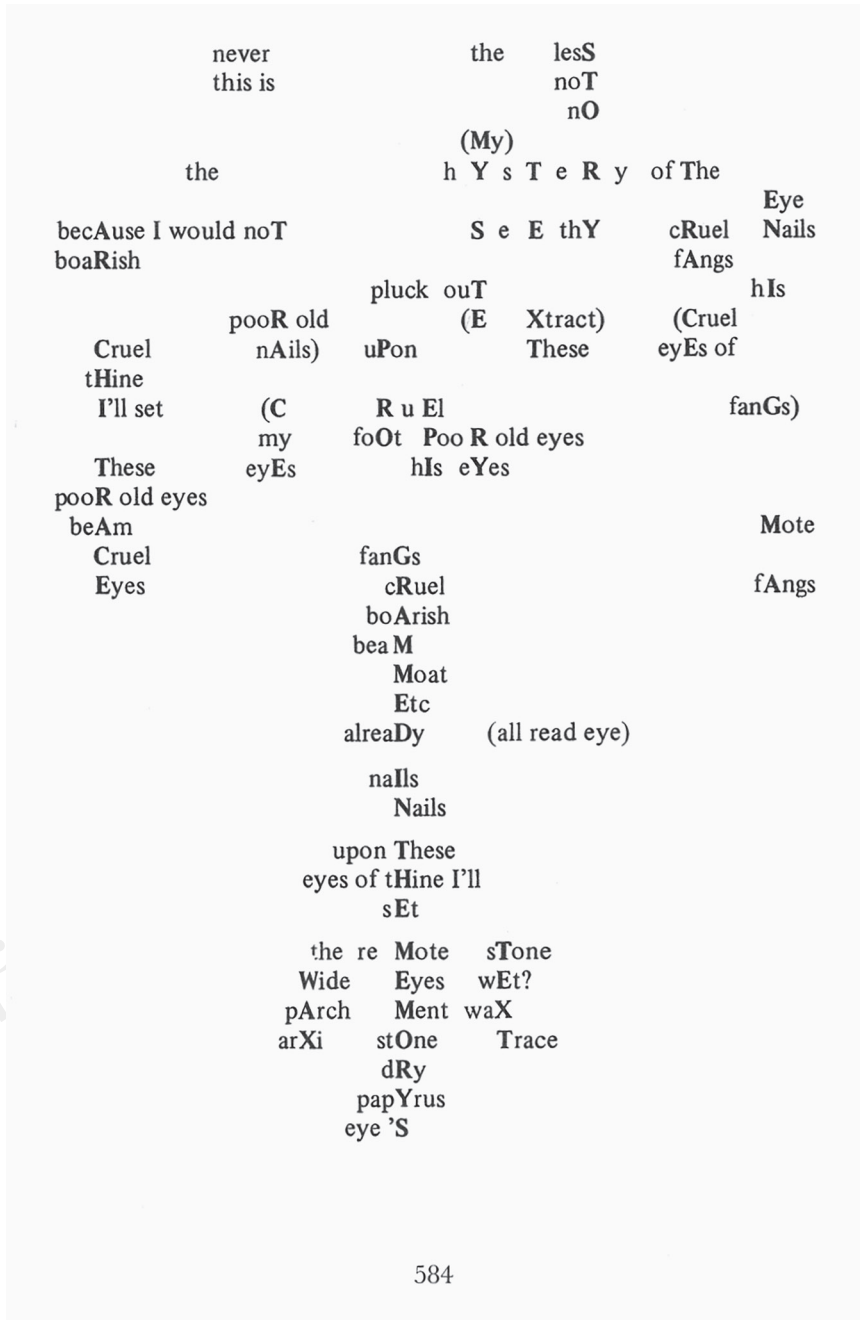 never the lesS
this is noT
nO
(My)
the h Y s T e R y of The
Eye
becAuse I would noT S e E thY cRuel Nails
boaRish fAngs
pluck ouT hIs
pooR old (E Xtract) (Cruel
Cruel nAils) uPon These eyEs of
tHine
I'll set (C R u El fanGs)
my foOt Poo R old eyes
These eyEs hIs eYes
pooR old eyes
beAm Mote
Cruel fanGs
Eyes cRuel fAngs
boArish
bea M
Moat
Etc
alreaDy (all read eye)
naIls
Nails
upon These
eyes of tHine I'll
sEt
the re Mote sTone
Wide Eyes wEt?
pArch Ment waX
arXi stOne Trace
dRy
papYrus
eye 'S
584